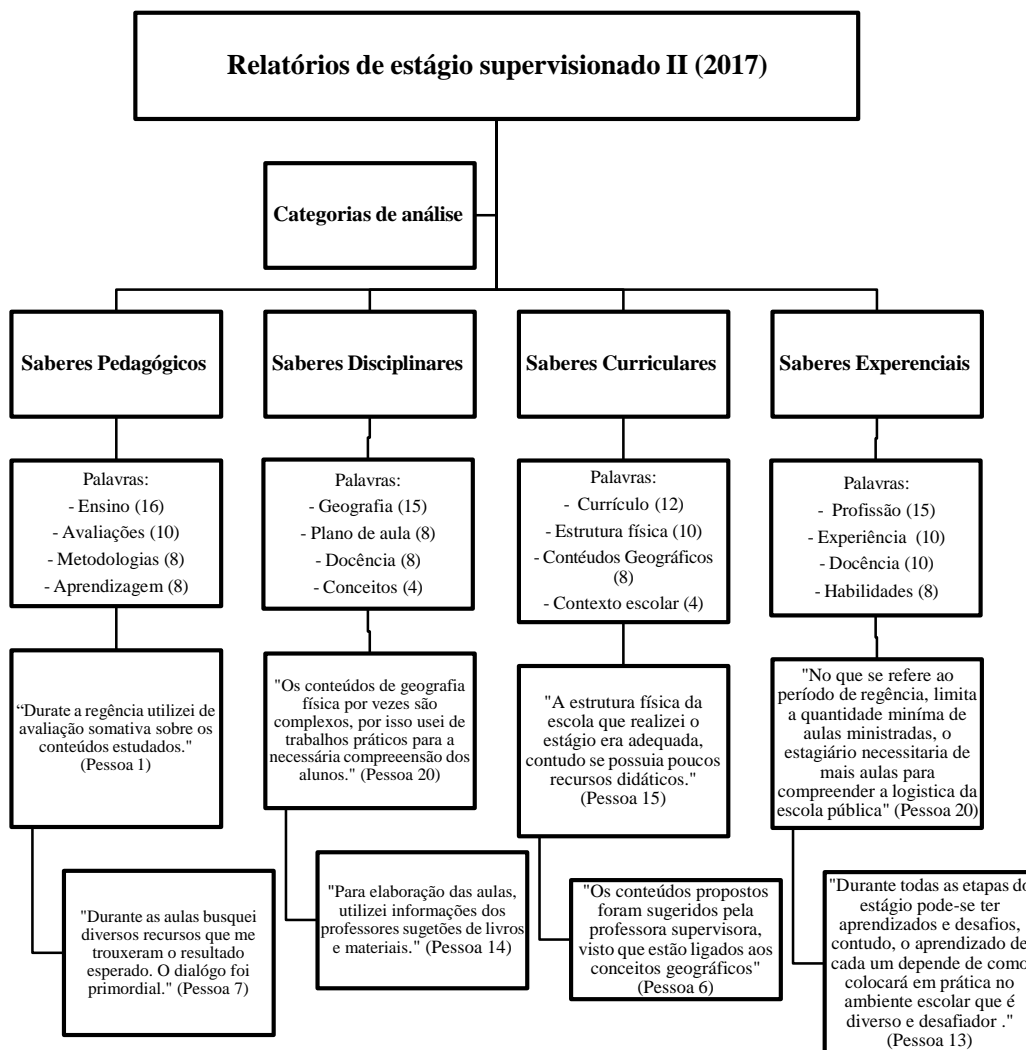 Relatórios de estágio supervisionado II (2017)
Categorias de análise
Saberes Pedagógicos
Saberes Disciplinares
Saberes Curriculares
Saberes Experenciais
Palavras:
- Ensino (16)
- Avaliações (10)
- Metodologias (8)
- Aprendizagem (8)
Palavras:
- Geografia (15)
- Plano de aula (8)
- Docência (8)
- Conceitos (4)
Palavras:
- Currículo (12)
- Estrutura física (10)
- Contéudos Geográficos
(8)
- Contexto escolar (4)
Palavras:
- Profissão (15)
- Experiência (10)
- Docência (10)
- Habilidades (8)
“Durate a regência utilizei de
avaliação somativa sobre os
conteúdos estudados."
(Pessoa 1)
"Os conteúdos de geografia
física por vezes são
complexos, por isso usei de
trabalhos práticos para a
necessária compreeensão dos
alunos." (Pessoa 20)
"A estrutura física da
escola que realizei o
estágio era adequada,
contudo se possuia poucos
recursos didáticos."
(Pessoa 15)
"No que se refere ao
período de regência, limita
a quantidade miníma de
aulas ministradas, o
estagiário necessitaria de
mais aulas para
compreender a logistica da
escola pública" (Pessoa 20)
"Durante as aulas busquei
diversos recursos que me
trouxeram o resultado
esperado. O dialógo foi
primordial." (Pessoa 7)
"Para elaboração das aulas,
utilizei informações dos
professores sugetões de livros
e materiais." (Pessoa 14)
"Os conteúdos propostos
foram sugeridos pela
professora supervisora,
visto que estão ligados aos
conceitos geográficos"
(Pessoa 6)
"Durante todas as etapas do
estágio pode-se ter
aprendizados e desafios,
contudo, o aprendizado de
cada um depende de como
colocará em prática no
ambiente escolar que é
diverso e desafiador ."
(Pessoa 13)